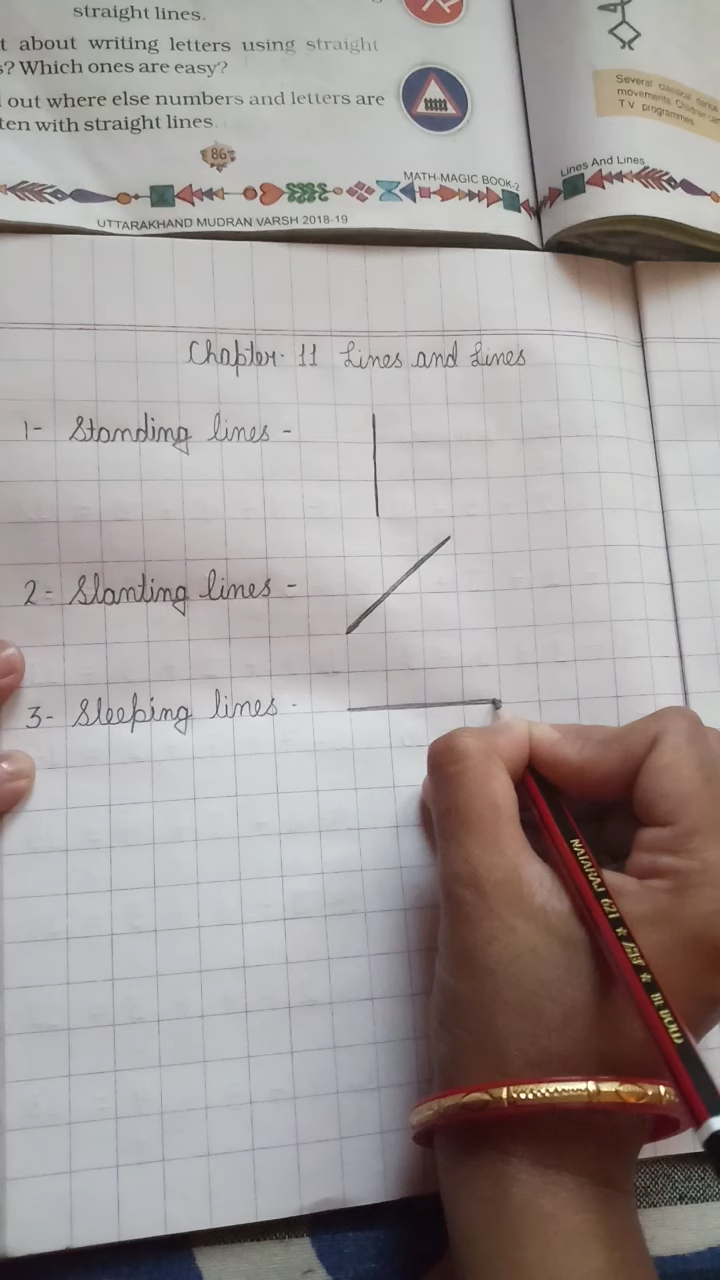 straight lines.
t about writing letters using straight
s? Which ones are easy?
out where else numbers and letters are
ten with straight lines.
86
MATH-MAGIC BOOK-2
UTTARAKHAND MUDRAN VARSH 2018-19
Several classical dance
movements. Children can
T.V. programmes.
Lines And Lines
Chapter- 11 Lines and Lines
1- Standing lines -
2- Slanting lines -
3- Sleeping lines -
NATARAJ 621 ★ ★ BE BOLD